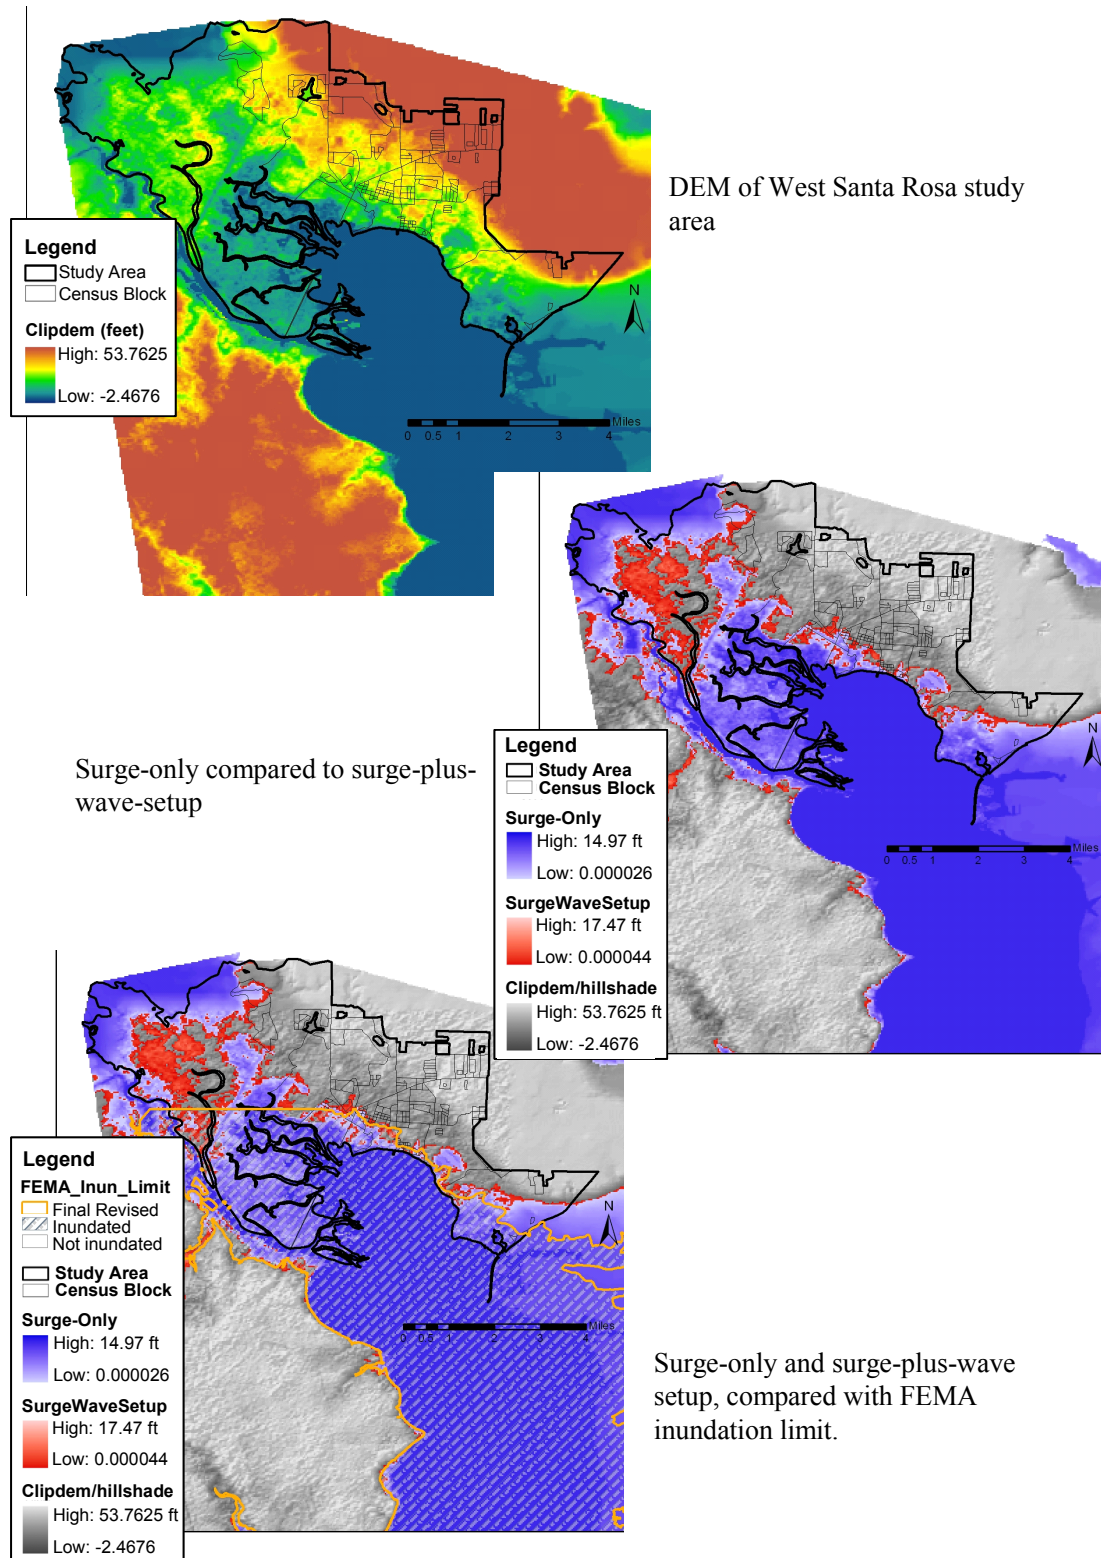 DEM of West Santa Rosa study
area
Legend
Study Area
Census Block
Clipdem (feet)
High: 53.7625
Low: -2.4676
N
Miles
0 0.5 1 2 3 4
Surge-only compared to surge-plus-
wave-setup
Legend
Study Area
Census Block
Surge-Only
High: 14.97 ft
Low: 0.000026
SurgeWaveSetup
High: 17.47 ft
Low: 0.000044
Clipdem/hillshade
High: 53.7625 ft
Low: -2.4676
N
Miles
0 0.5 1 2 3 4
Legend
FEMA_Inun_Limit
Final Revised
Inundated
Not inundated
Study Area
Census Block
Surge-Only
High: 14.97 ft
Low: 0.000026
SurgeWaveSetup
High: 17.47 ft
Low: 0.000044
Clipdem/hillshade
High: 53.7625 ft
Low: -2.4676
N
Miles
0 0.5 1 2 3 4
Surge-only and surge-plus-wave
setup, compared with FEMA
inundation limit.